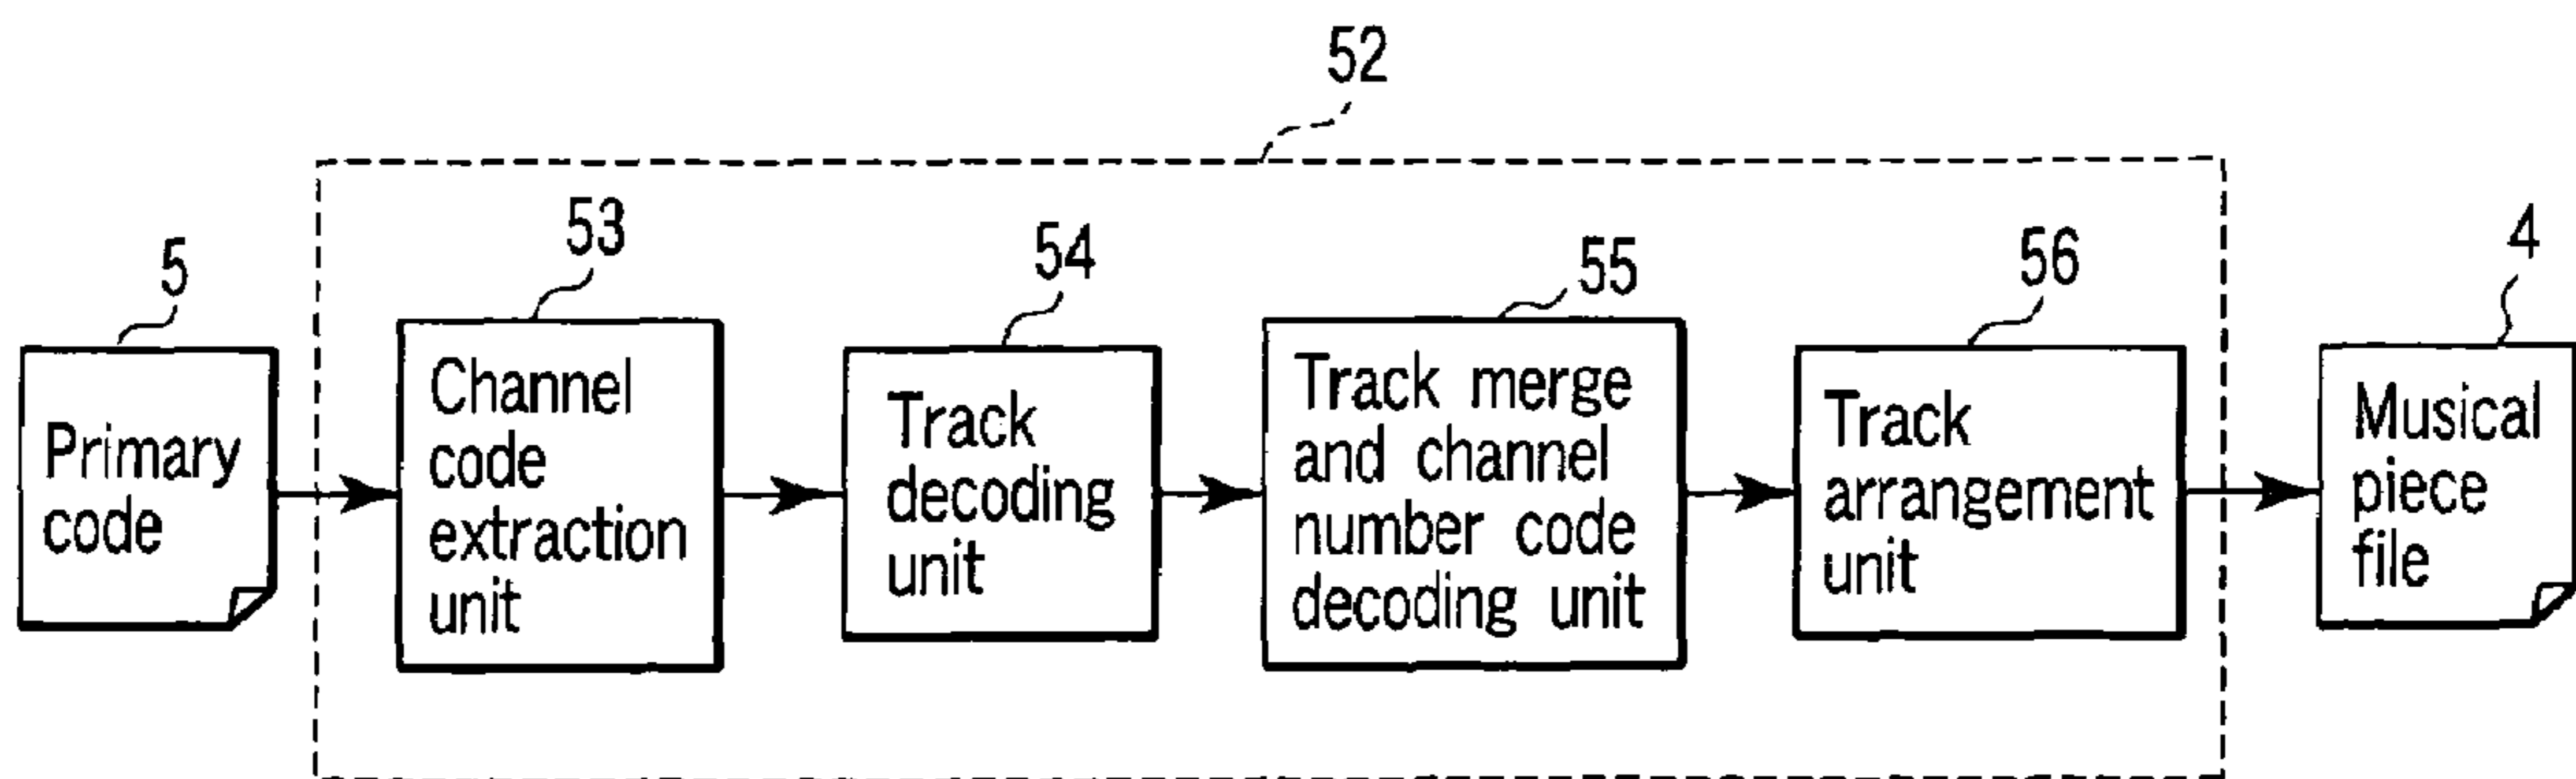 52
5
Primary
code
53
Channel
code
extraction
unit
54
Track
decoding
unit
55
Track merge
and channel
number code
decoding unit
56
Track
arrangement
unit
4
Musical
piece
file